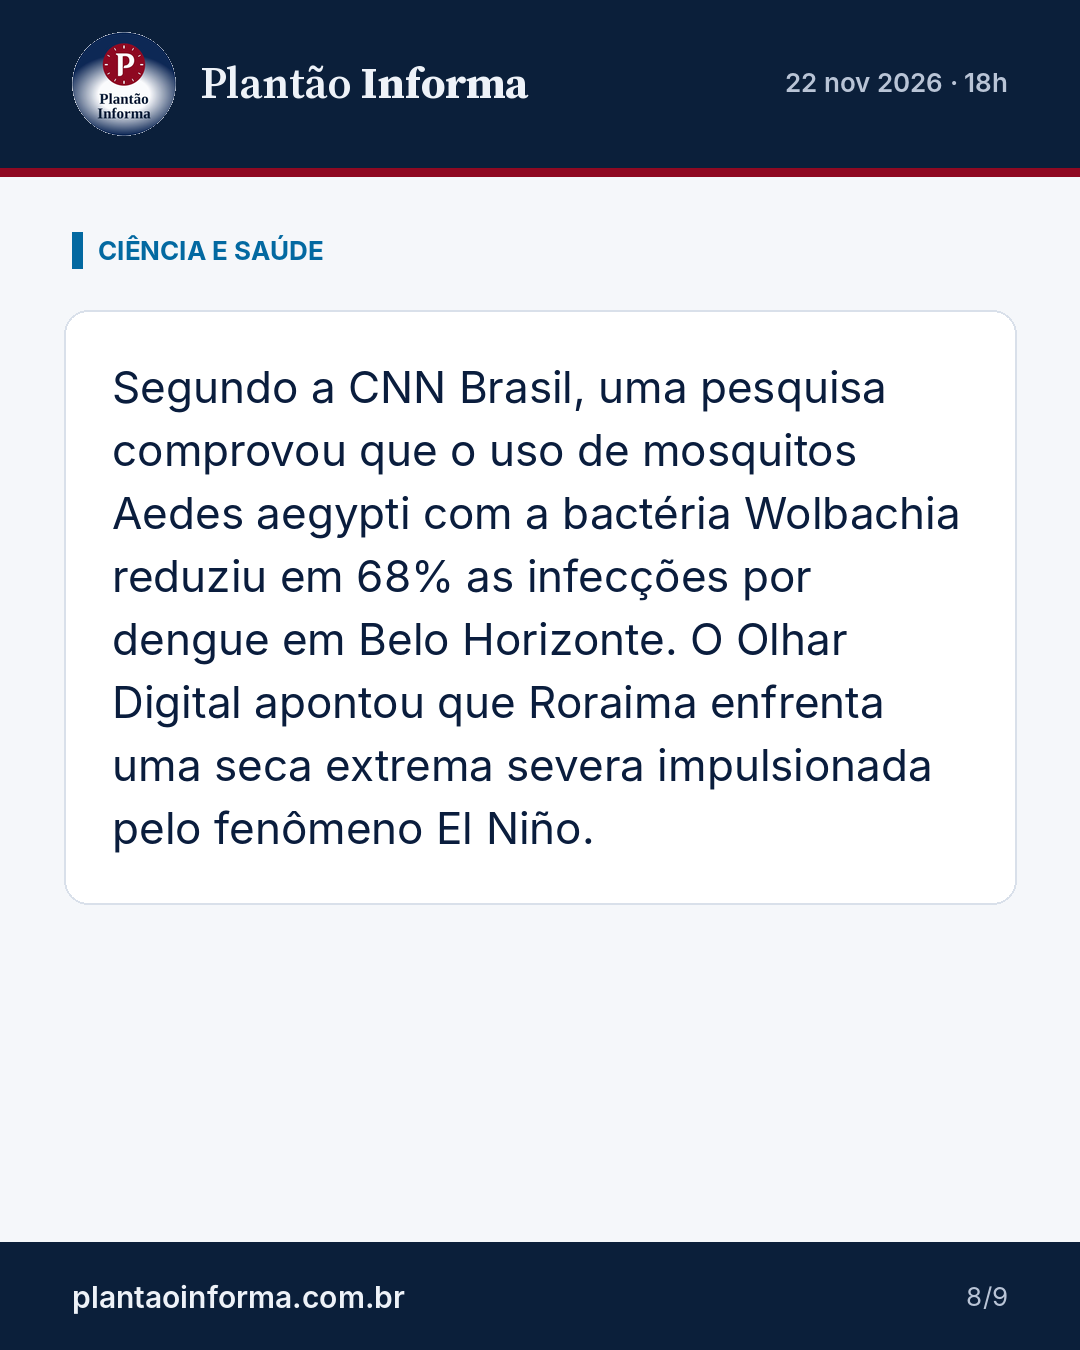 P
Plantão
Informa
Plantão Informa
22 nov 2026 · 18h
CIÊNCIA E SAÚDE
Segundo a CNN Brasil, uma pesquisa
comprovou que o uso de mosquitos
Aedes aegypti com a bactéria Wolbachia
reduziu em 68% as infecções por
dengue em Belo Horizonte. O Olhar
Digital apontou que Roraima enfrenta
uma seca extrema severa impulsionada
pelo fenômeno El Niño.
plantaoinforma.com.br
8/9